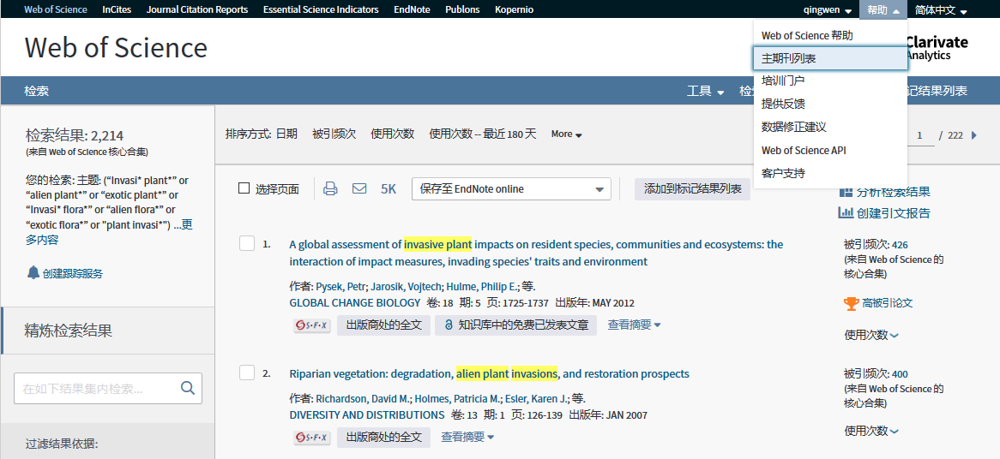 Web of Science InCites Journal Citation Reports Essential Science Indicators EndNote Publons Kopernio qingwen 帮助 简体中文
Web of Science
Clarivate
Analytics
Web of Science 帮助
主期刊列表
培训门户
提供反馈
数据修正建议
Web of Science API
客户支持
检索 工具 检 记结果列表
检索结果: 2,214
(来自 Web of Science 核心合集)
您的检索: 主题: ("Invasi* plant*" or
"alien plant*" or "exotic plant*" or
"Invasi* flora*" or "alien flora*" or
"exotic flora*" or "plant invasi*") ...更
多内容
创建跟踪服务
精炼检索结果
在如下结果集内检索...
过滤结果依据:
排序方式: 日期 被引频次 使用次数 使用次数 -- 最近 180 天 More 1 / 222
选择页面 5K 保存至 EndNote online 添加到标记结果列表
分析检索结果
创建引文报告
1. A global assessment of invasive plant impacts on resident species, communities and ecosystems: the
interaction of impact measures, invading species' traits and environment
作者: Pysek, Petr; Jarosik, Vojtech; Hulme, Philip E.; 等.
GLOBAL CHANGE BIOLOGY 卷: 18 期: 5 页: 1725-1737 出版年: MAY 2012
S·F·X 出版商处的全文 知识库中的免费已发表文章 查看摘要
被引频次: 426
(来自 Web of Science 的
核心合集)
高被引论文
使用次数
2. Riparian vegetation: degradation, alien plant invasions, and restoration prospects
作者: Richardson, David M.; Holmes, Patricia M.; Esler, Karen J.; 等.
DIVERSITY AND DISTRIBUTIONS 卷: 13 期: 1 页: 126-139 出版年: JAN 2007
S·F·X 出版商处的全文 查看摘要
被引频次: 400
(来自 Web of Science 的
核心合集)
使用次数